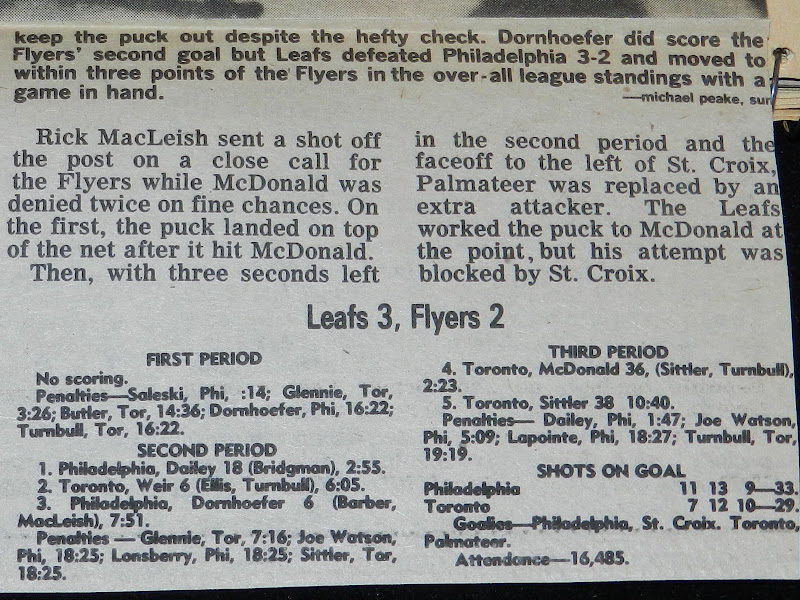 keep the puck out despite the hefty check. Dornhoefer did score the
Flyers' second goal but Leafs defeated Philadelphia 3-2 and moved to
within three points of the Flyers in the over-all league standings with a
game in hand.
—michael peake, sun
Rick MacLeish sent a shot off
the post on a close call for
the Flyers while McDonald was
denied twice on fine chances. On
the first, the puck landed on top
of the net after it hit McDonald.
Then, with three seconds left
in the second period and the
faceoff to the left of St. Croix,
Palmateer was replaced by an
extra attacker. The Leafs
worked the puck to McDonald at
the point, but his attempt was
blocked by St. Croix.
Leafs 3, Flyers 2
FIRST PERIOD
No scoring.
Penalties—Saleski, Phi, :14; Glennie, Tor,
3:26; Butler, Tor, 14:36; Dornhoefer, Phi, 16:22;
Turnbull, Tor, 16:22.
SECOND PERIOD
1. Philadelphia, Dailey 18 (Bridgman), 2:55.
2. Toronto, Weir 6 (Ellis, Turnbull), 6:05.
3. Philadelphia, Dornhoefer 6 (Barber,
MacLeish), 7:51.
Penalties — Glennie, Tor, 7:16; Joe Watson,
Phi, 18:25; Lonsberry, Phi, 18:25; Sittler, Tor,
18:25.
THIRD PERIOD
4. Toronto, McDonald 36, (Sittler, Turnbull),
2:23.
5. Toronto, Sittler 38 10:40.
Penalties— Dailey, Phi, 1:47; Joe Watson,
Phi, 5:09; Lapointe, Phi, 18:27; Turnbull, Tor,
19:19.
SHOTS ON GOAL
Philadelphia 11 13 9—33.
Toronto 7 12 10—29.
Goalies—Philadelphia, St. Croix. Toronto,
Palmateer.
Attendance—16,485.